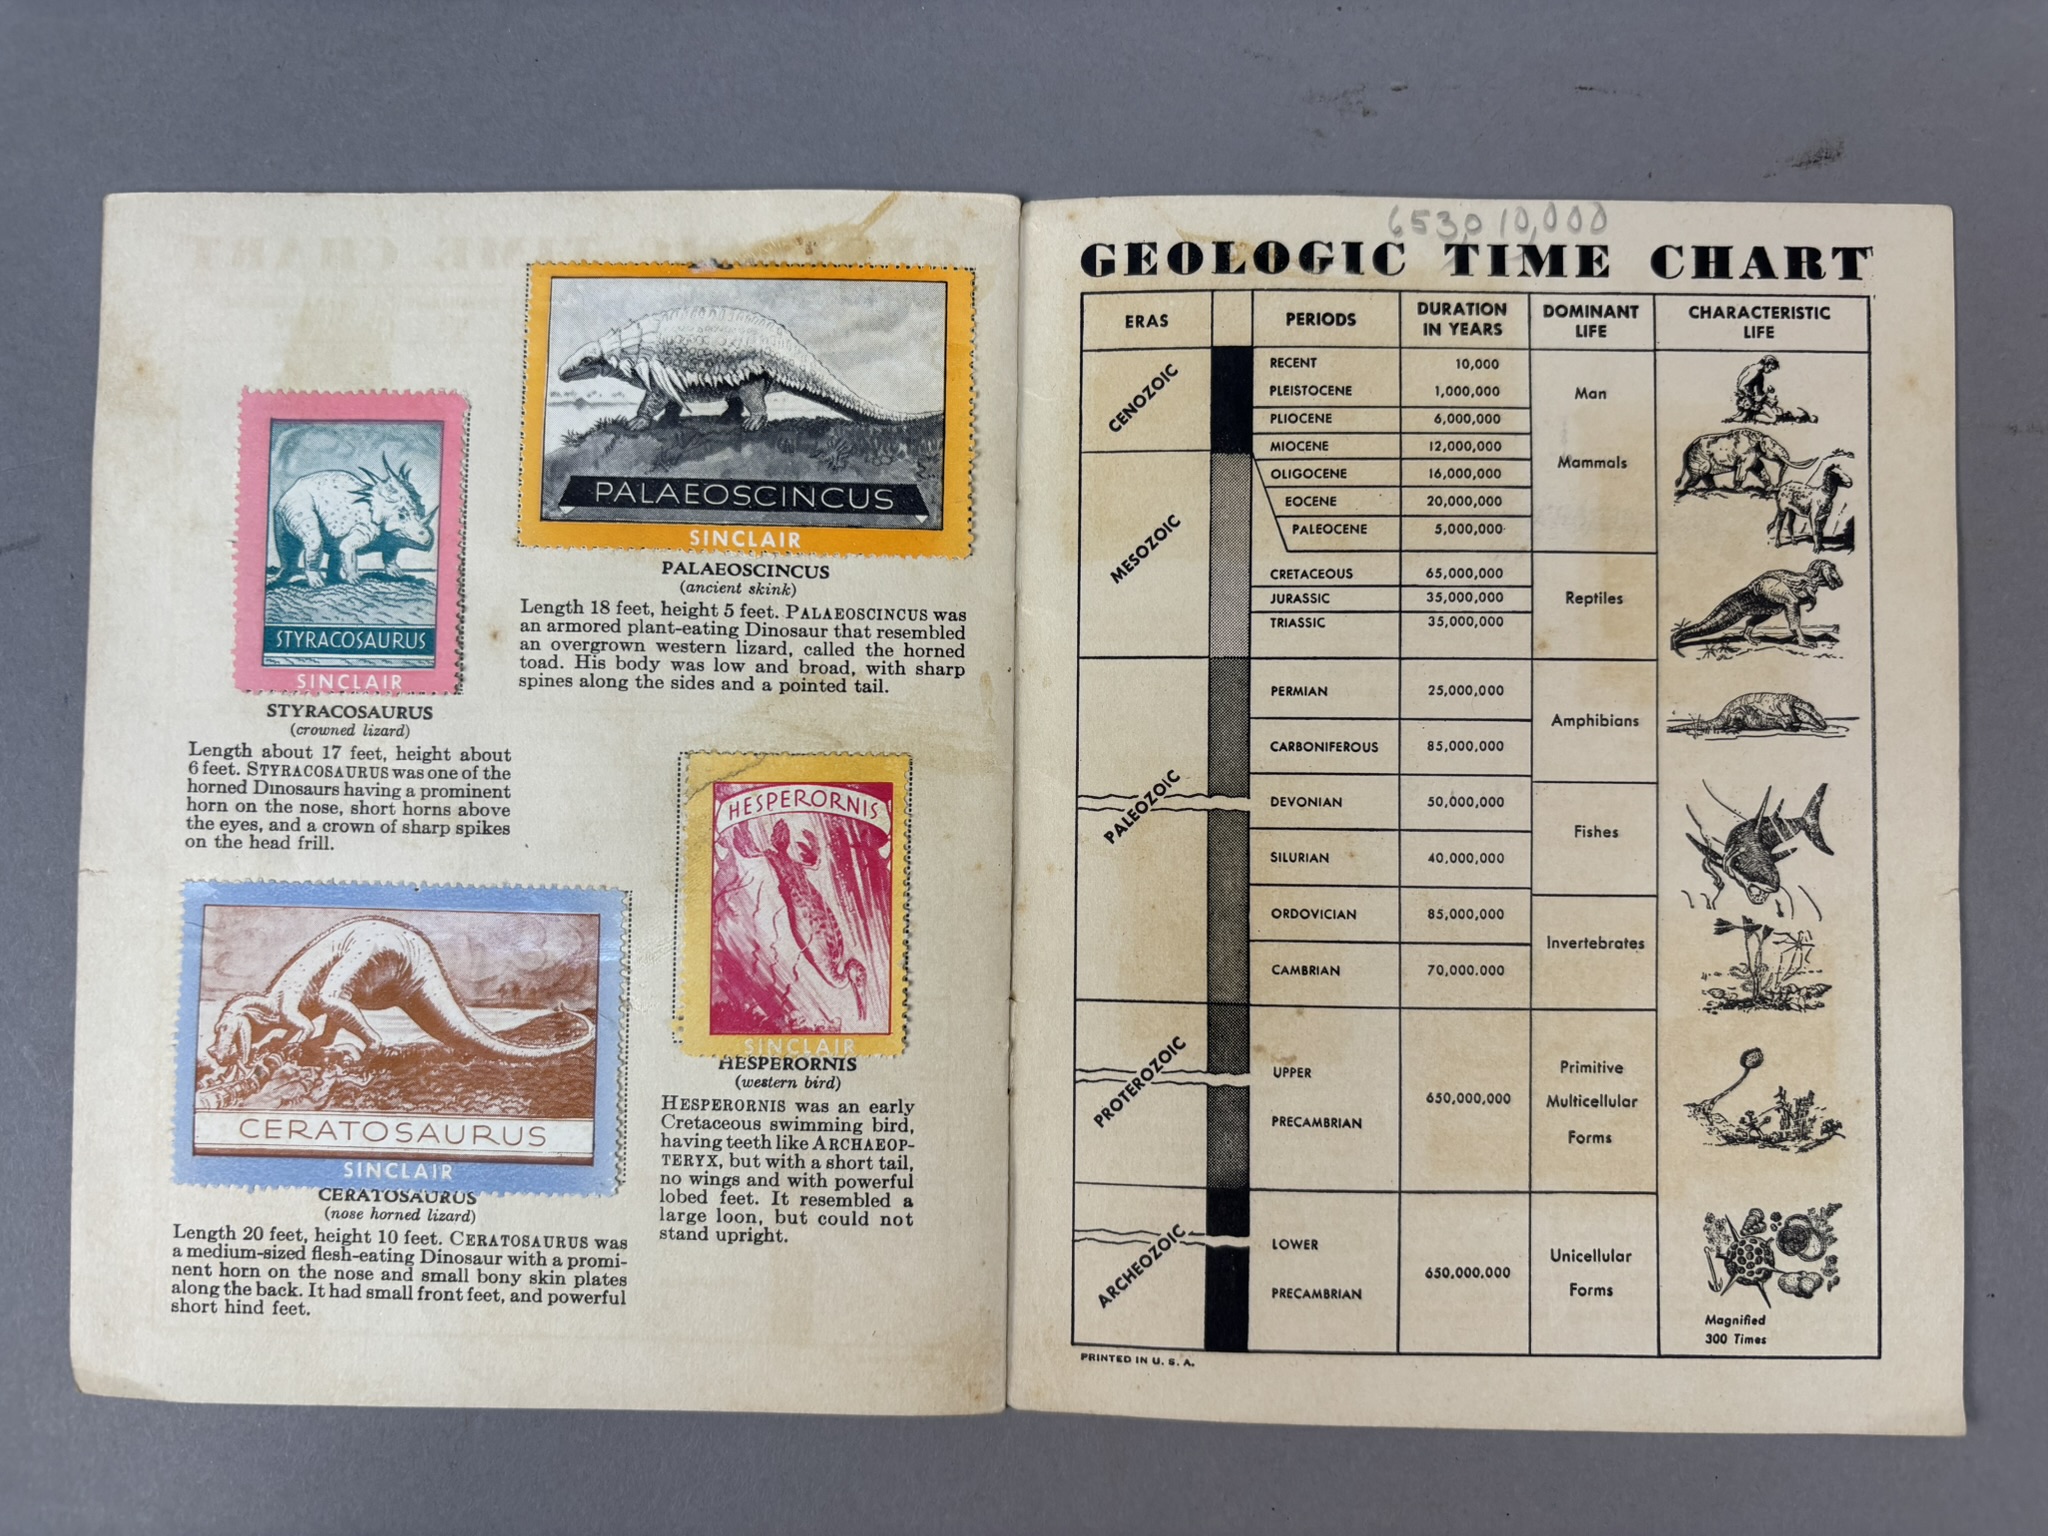 PALAEOSCINCUS
SINCLAIR
PALAEOSCINCUS
(ancient skink)
Length 18 feet, height 5 feet. PALAEOSCINCUS was
an armored plant-eating Dinosaur that resembled
an overgrown western lizard, called the horned
toad. His body was low and broad, with sharp
spines along the sides and a pointed tail.
STYRACOSAURUS
SINCLAIR
STYRACOSAURUS
(crowned lizard)
Length about 17 feet, height about
6 feet. STYRACOSAURUS was one of the
horned Dinosaurs having a prominent
horn on the nose, short horns above
the eyes, and a crown of sharp spikes
on the head frill.
HESPERORNIS
SINCLAIR
HESPERORNIS
(western bird)
HESPERORNIS was an early
Cretaceous swimming bird,
having teeth like ARCHAEOP-
TERYX, but with a short tail,
no wings and with powerful
lobed feet. It resembled a
large loon, but could not
stand upright.
CERATOSAURUS
SINCLAIR
CERATOSAURUS
(nose horned lizard)
Length 20 feet, height 10 feet. CERATOSAURUS was
a medium-sized flesh-eating Dinosaur with a promi-
nent horn on the nose and small bony skin plates
along the back. It had small front feet, and powerful
short hind feet.
653,010,000
GEOLOGIC TIME CHART
ERAS PERIODS DURATION IN YEARS DOMINANT LIFE CHARACTERISTIC LIFE
CENOZOIC
RECENT 10,000
PLEISTOCENE 1,000,000 Man
PLIOCENE 6,000,000
MIOCENE 12,000,000
OLIGOCENE 16,000,000 Mammals
EOCENE 20,000,000
PALEOCENE 5,000,000
MESOZOIC
CRETACEOUS 65,000,000
JURASSIC 35,000,000 Reptiles
TRIASSIC 35,000,000
PALEOZOIC
PERMIAN 25,000,000
Amphibians
CARBONIFEROUS 85,000,000
DEVONIAN 50,000,000
Fishes
SILURIAN 40,000,000
ORDOVICIAN 85,000,000
Invertebrates
CAMBRIAN 70,000.000
PROTEROZOIC
UPPER
PRECAMBRIAN
650,000,000
Primitive
Multicellular
Forms
ARCHEOZOIC
LOWER
PRECAMBRIAN
650,000.000
Unicellular
Forms
Magnified
300 Times
PRINTED IN U. S. A.